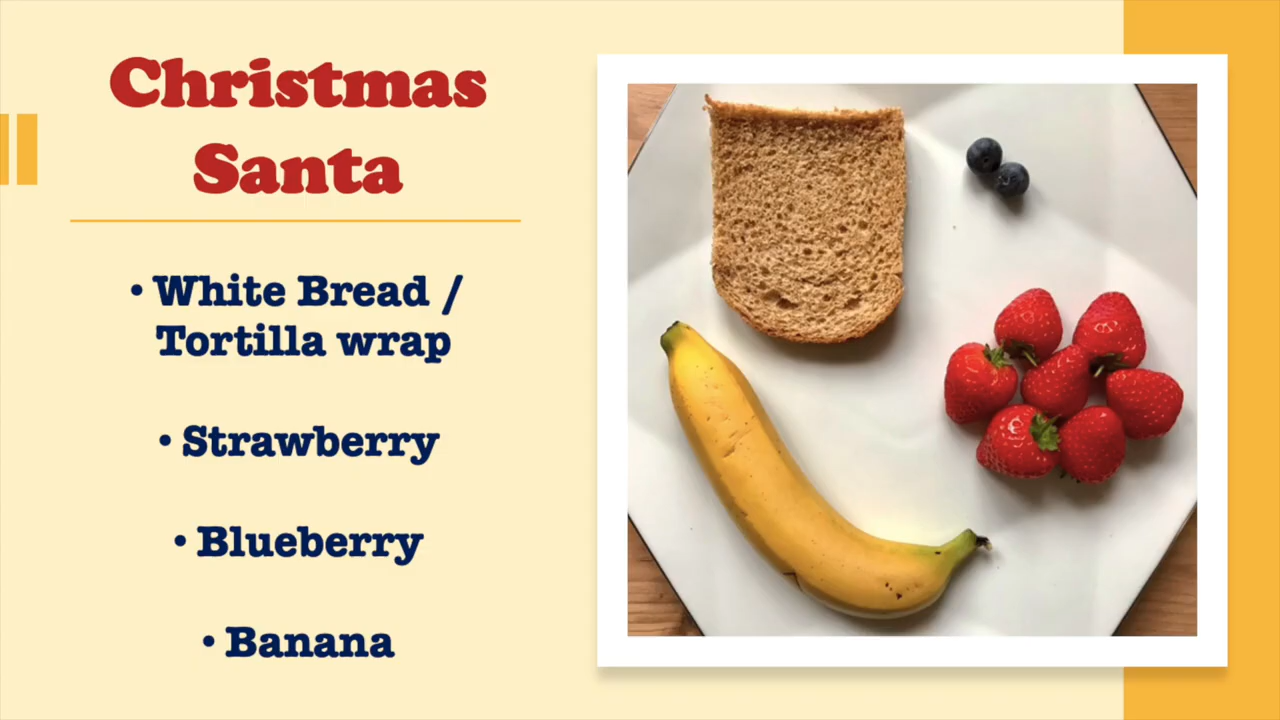 Christmas
Santa
• White Bread /
Tortilla wrap
• Strawberry
• Blueberry
• Banana